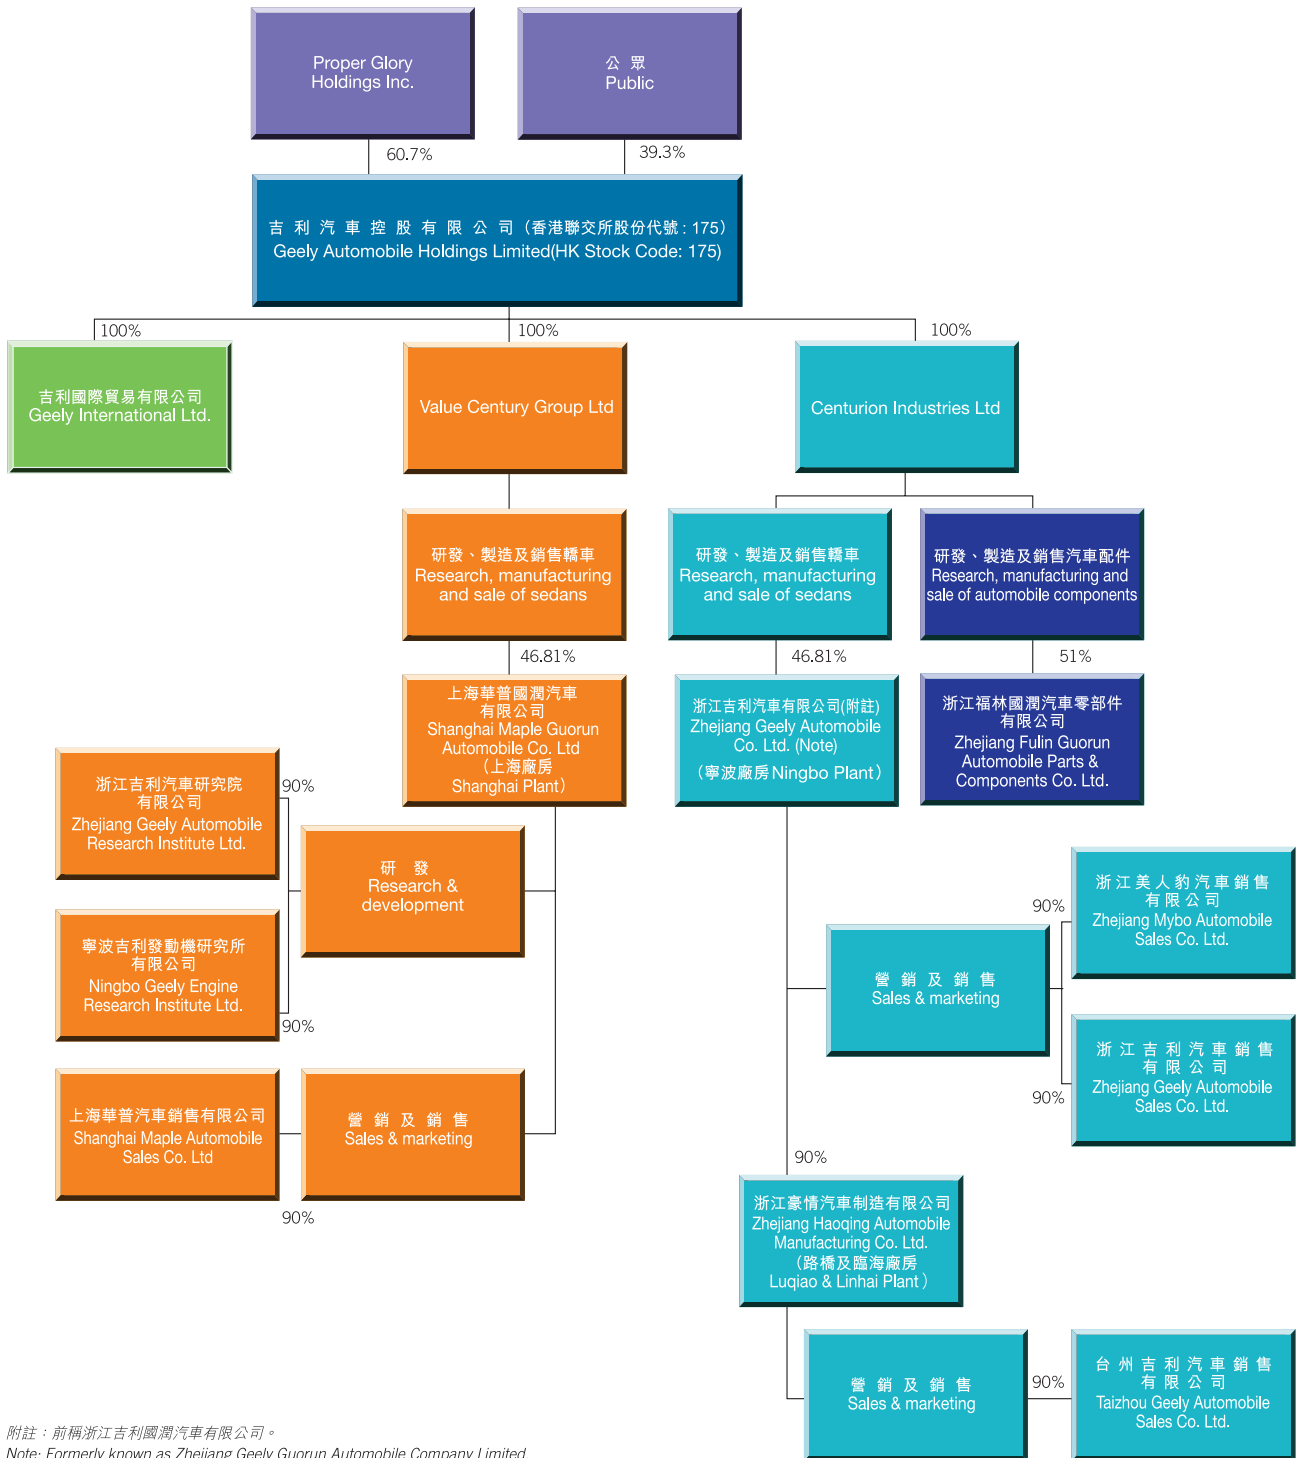 Proper Glory
Holdings Inc.
公 眾
Public
60.7%
39.3%
吉 利 汽 車 控 股 有 限 公 司（香港聯交所股份代號 : 175）
Geely Automobile Holdings Limited(HK Stock Code: 175)
100%
100%
100%
吉利國際貿易有限公司
Geely International Ltd.
Value Century Group Ltd
Centurion Industries Ltd
研發、製造及銷售轎車
Research, manufacturing
and sale of sedans
研發、製造及銷售轎車
Research, manufacturing
and sale of sedans
研發、製造及銷售汽車配件
Research, manufacturing and
sale of automobile components
46.81%
46.81%
51%
上海華普國潤汽車
有限公司
Shanghai Maple Guorun
Automobile Co. Ltd
（上海廠房
Shanghai Plant）
浙江吉利汽車有限公司(附註)
Zhejiang Geely Automobile
Co. Ltd. (Note)
（寧波廠房Ningbo Plant）
浙江福林國潤汽車零部件
有限公司
Zhejiang Fulin Guorun
Automobile Parts &
Components Co. Ltd.
浙江吉利汽車研究院
有限公司
Zhejiang Geely Automobile
Research Institute Ltd.
90%
研 發
Research &
development
寧波吉利發動機研究所
有限公司
Ningbo Geely Engine
Research Institute Ltd.
90%
上海華普汽車銷售有限公司
Shanghai Maple Automobile
Sales Co. Ltd
90%
營 銷 及 銷 售
Sales & marketing
營 銷 及 銷 售
Sales & marketing
90%
浙江美人豹汽車銷售
有限公司
Zhejiang Mybo Automobile
Sales Co. Ltd.
浙 江 吉 利 汽 車 銷 售
有 限 公 司
Zhejiang Geely Automobile
Sales Co. Ltd.
90%
90%
浙江豪情汽車制造有限公司
Zhejiang Haoqing Automobile
Manufacturing Co. Ltd.
（路橋及臨海廠房
Luqiao & Linhai Plant）
營 銷 及 銷 售
Sales & marketing
90%
台 州 吉 利 汽 車 銷 售
有 限 公 司
Taizhou Geely Automobile
Sales Co. Ltd.
附註：前稱浙江吉利國潤汽車有限公司。
Note: Formerly known as Zhejiang Geely Guorun Automobile Company Limited